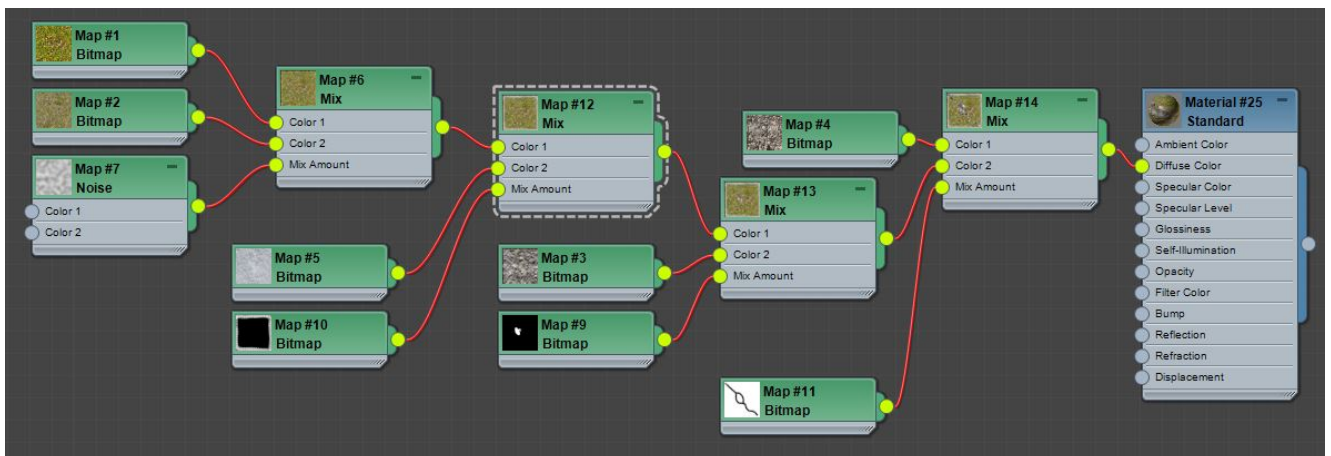 Map #1
Bitmap
Map #2
Bitmap
Map #7
Noise
Color 1
Color 2
Map #6
Mix
Color 1
Color 2
Mix Amount
Map #5
Bitmap
Map #10
Bitmap
Map #12
Mix
Color 1
Color 2
Mix Amount
Map #3
Bitmap
Map #9
Bitmap
Map #4
Bitmap
Map #13
Mix
Color 1
Color 2
Mix Amount
Map #11
Bitmap
Map #14
Mix
Color 1
Color 2
Mix Amount
Material #25
Standard
Ambient Color
Diffuse Color
Specular Color
Specular Level
Glossiness
Self-Illumination
Opacity
Filter Color
Bump
Reflection
Refraction
Displacement